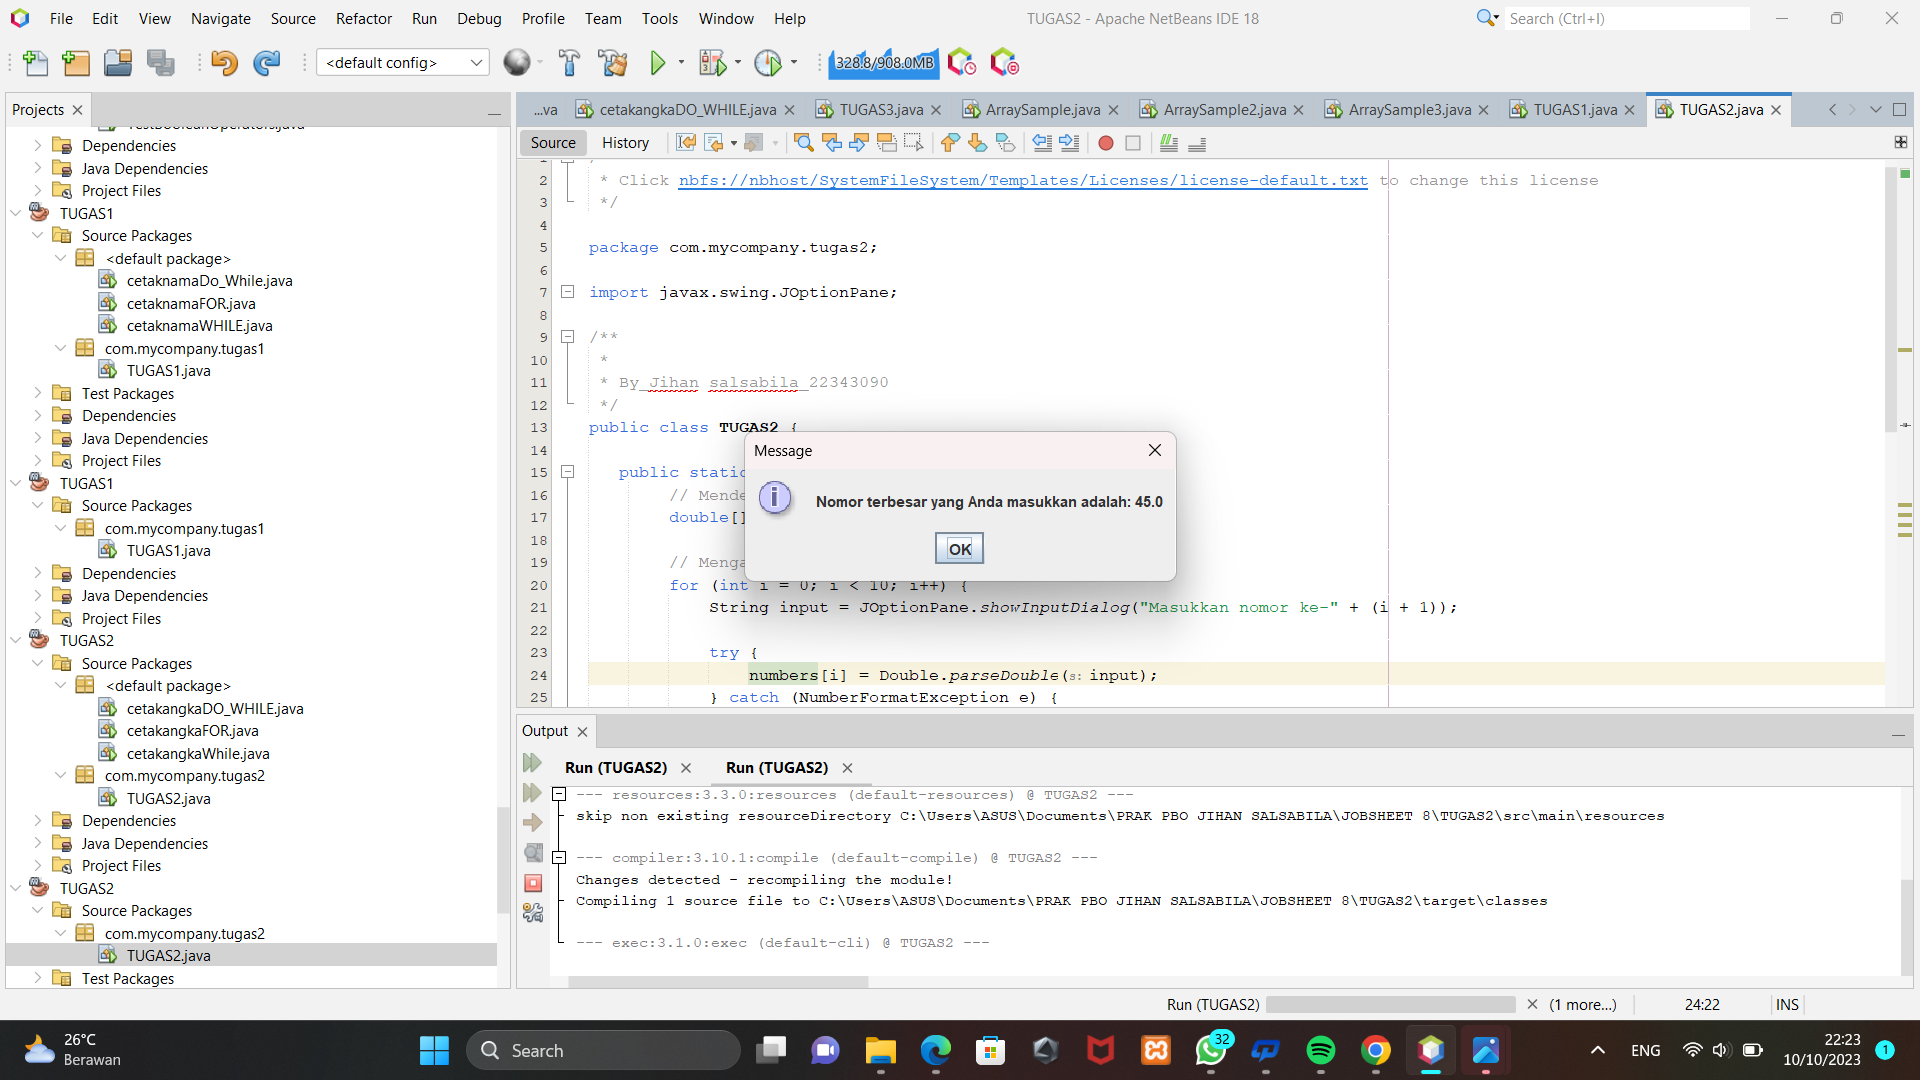 File Edit View Navigate Source Refactor Run Debug Profile Team Tools Window Help
TUGAS2 - Apache NetBeans IDE 18
Search (Ctrl+I)
<default config>
328.8/908.0MB
Projects
...va cetakangkaDO_WHILE.java TUGAS3.java ArraySample.java ArraySample2.java ArraySample3.java TUGAS1.java TUGAS2.java
Source History
TestBooleanOperators.java
Dependencies
Java Dependencies
Project Files
TUGAS1
Source Packages
<default package>
cetaknamaDo_While.java
cetaknamaFOR.java
cetaknamaWHILE.java
com.mycompany.tugas1
TUGAS1.java
Test Packages
Dependencies
Java Dependencies
Project Files
TUGAS1
Source Packages
com.mycompany.tugas1
TUGAS1.java
Dependencies
Java Dependencies
Project Files
TUGAS2
Source Packages
<default package>
cetakangkaDO_WHILE.java
cetakangkaFOR.java
cetakangkaWhile.java
com.mycompany.tugas2
TUGAS2.java
Dependencies
Java Dependencies
Project Files
TUGAS2
Source Packages
com.mycompany.tugas2
TUGAS2.java
Test Packages
2 * Click nbfs://nbhost/SystemFileSystem/Templates/Licenses/license-default.txt to change this license
3 */
4
5 package com.mycompany.tugas2;
6
7 import javax.swing.JOptionPane;
8
9 /**
10 *
11 * By_Jihan salsabila_22343090
12 */
13 public class TUGAS2 {
14
15 public static
16 // Mende
17 double[]
18
19 // Menga
20 for (int i = 0; i < 10; i++) {
21 String input = JOptionPane.showInputDialog("Masukkan nomor ke-" + (i + 1));
22
23 try {
24 numbers[i] = Double.parseDouble(s: input);
25 } catch (NumberFormatException e) {
Message
Nomor terbesar yang Anda masukkan adalah: 45.0
OK
Output
Run (TUGAS2) Run (TUGAS2)
--- resources:3.3.0:resources (default-resources) @ TUGAS2 ---
skip non existing resourceDirectory C:\Users\ASUS\Documents\PRAK PBO JIHAN SALSABILA\JOBSHEET 8\TUGAS2\src\main\resources
--- compiler:3.10.1:compile (default-compile) @ TUGAS2 ---
Changes detected - recompiling the module!
Compiling 1 source file to C:\Users\ASUS\Documents\PRAK PBO JIHAN SALSABILA\JOBSHEET 8\TUGAS2\target\classes
--- exec:3.1.0:exec (default-cli) @ TUGAS2 ---
Run (TUGAS2) (1 more...) 24:22 INS
26°C
Berawan
Search
32
ENG
22:23
10/10/2023
1